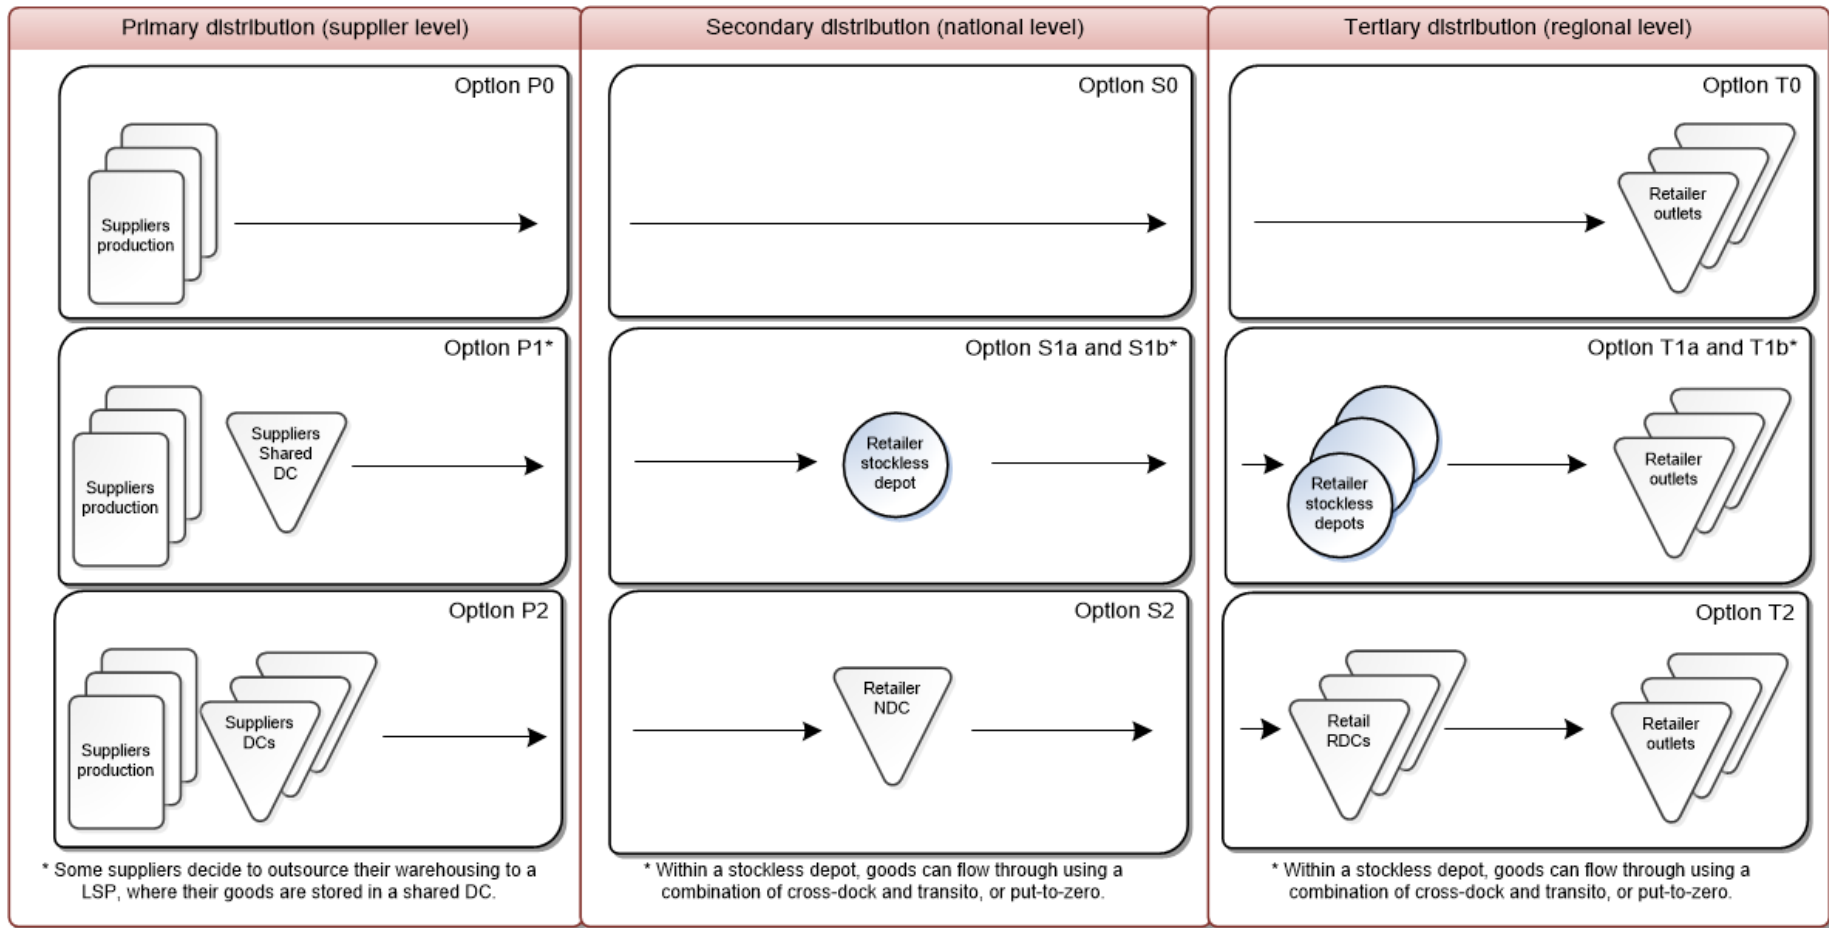 Primary distribution (supplier level)
Option P0
Suppliers
production
Option P1*
Suppliers
Shared
DC
Suppliers
production
Option P2
Suppliers
DCs
Suppliers
production
* Some suppliers decide to outsource their warehousing to a
LSP, where their goods are stored in a shared DC.
Secondary distribution (national level)
Option S0
Option S1a and S1b*
Retailer
stockless
depot
Option S2
Retailer
NDC
* Within a stockless depot, goods can flow through using a
combination of cross-dock and transito, or put-to-zero.
Tertiary distribution (regional level)
Option T0
Retailer
outlets
Option T1a and T1b*
Retailer
stockless
depots
Retailer
outlets
Option T2
Retail
RDCs
Retailer
outlets
* Within a stockless depot, goods can flow through using a
combination of cross-dock and transito, or put-to-zero.